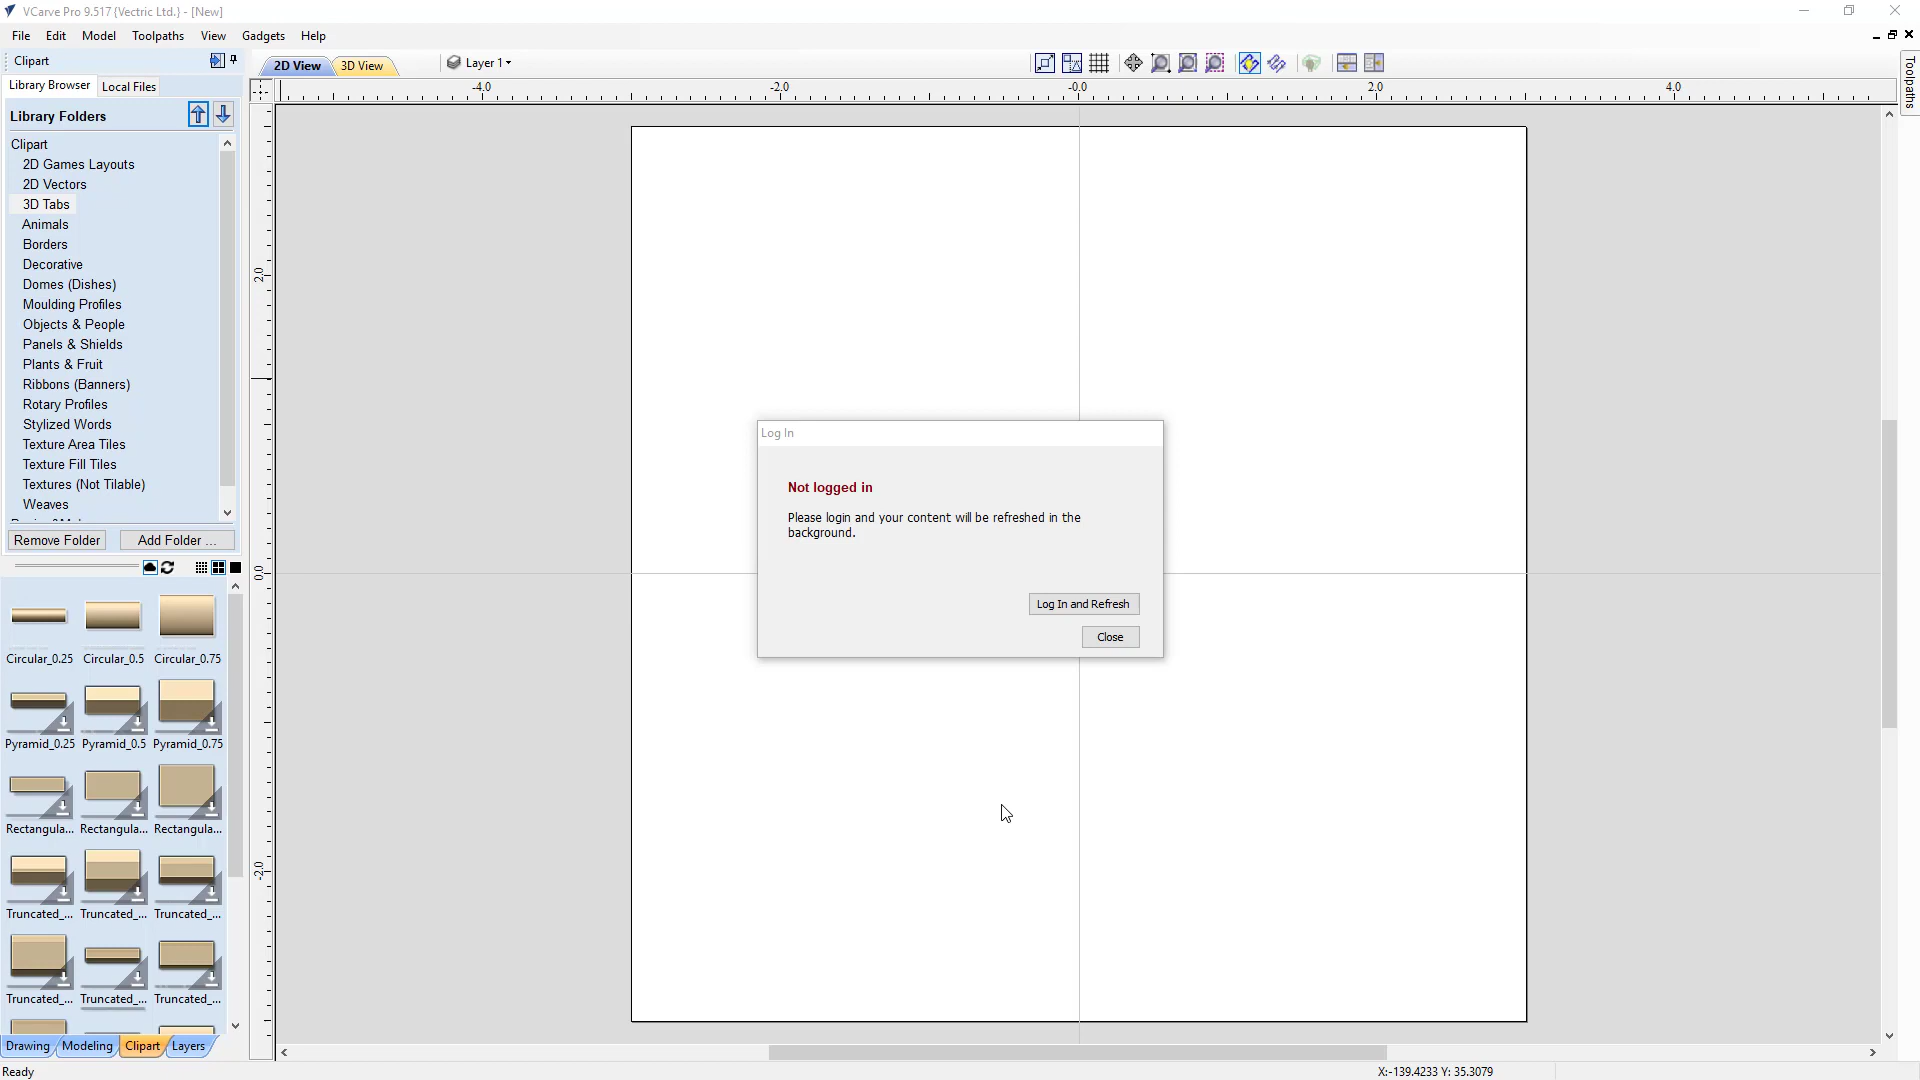 VCarve Pro 9.517 {Vectric Ltd.} - [New]
File Edit Model Toolpaths View Gadgets Help
Clipart
2D View 3D View Layer 1
Library Browser Local Files
Toolpaths
-4.0 -2.0 -0.0 2.0 4.0
Library Folders
Clipart
2D Games Layouts
2D Vectors
3D Tabs
Animals
Borders
Decorative
Domes (Dishes)
Moulding Profiles
Objects & People
Panels & Shields
Plants & Fruit
Ribbons (Banners)
Rotary Profiles
Stylized Words
Texture Area Tiles
Texture Fill Tiles
Textures (Not Tilable)
Weaves
Remove Folder Add Folder ...
2.0
0.0
-2.0
Log In
Not logged in
Please login and your content will be refreshed in the
background.
Log In and Refresh
Close
Circular_0.25 Circular_0.5 Circular_0.75
Pyramid_0.25 Pyramid_0.5 Pyramid_0.75
Rectangula... Rectangula... Rectangula...
Truncated_... Truncated_... Truncated_...
Truncated_... Truncated_... Truncated_...
Drawing Modeling Clipart Layers
Ready
X:-139.4233 Y: 35.3079